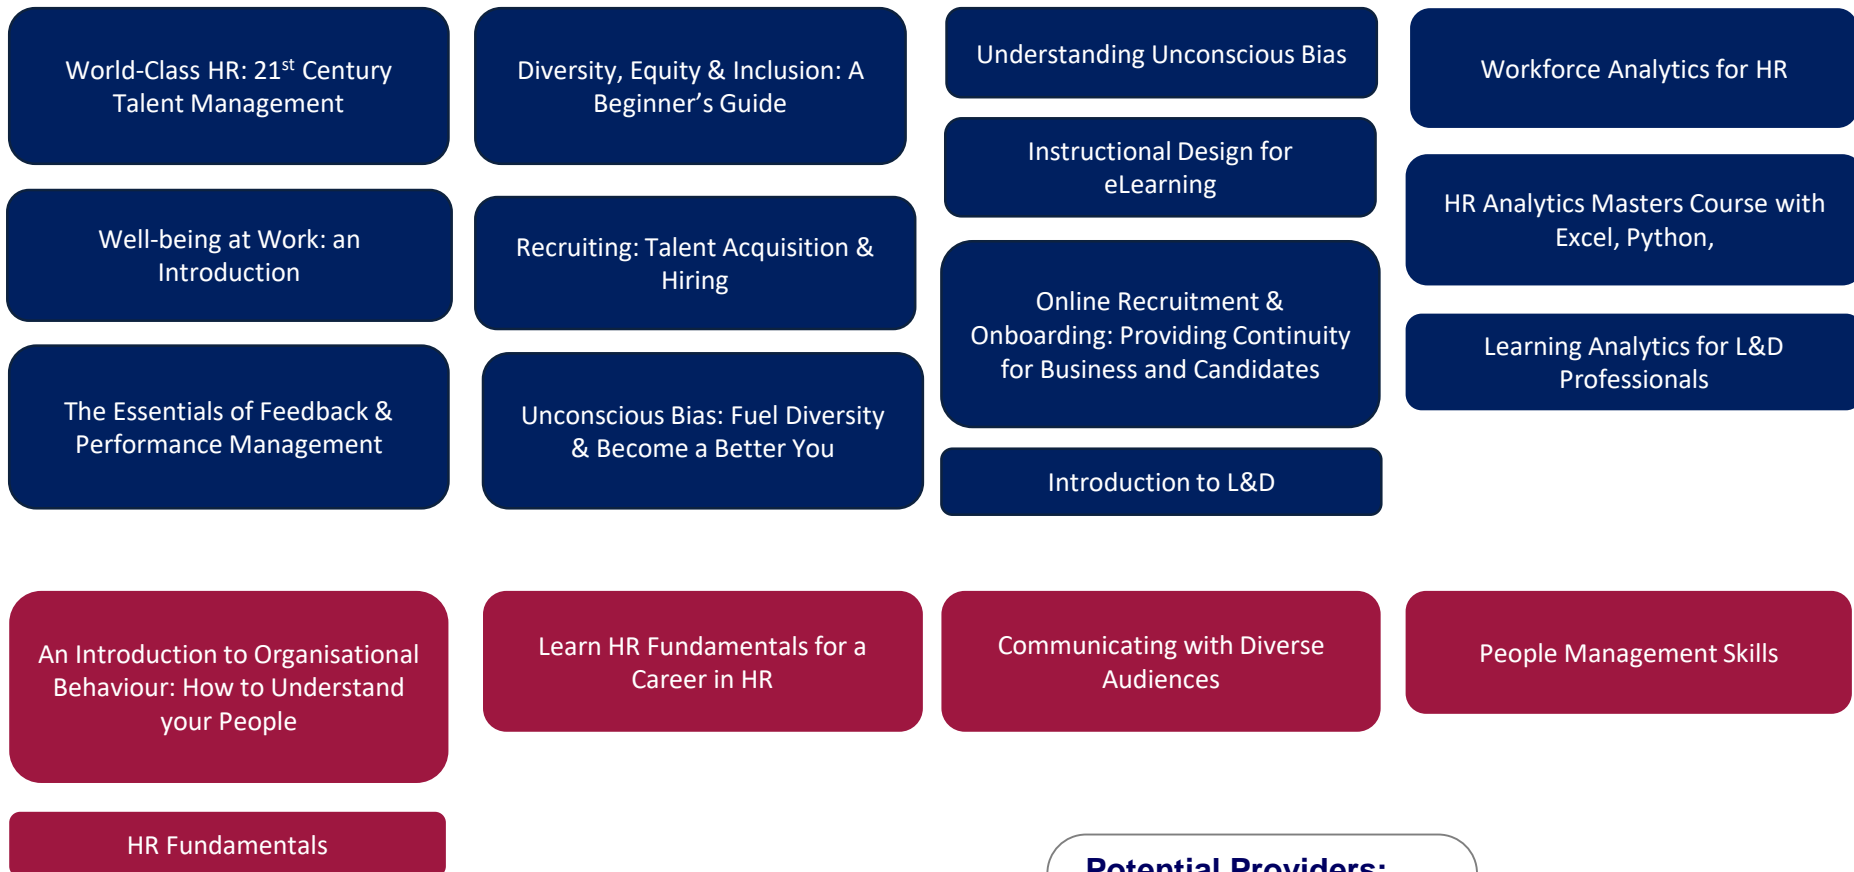 World-Class HR: 21st Century
Talent Management
Well-being at Work: an
Introduction
The Essentials of Feedback &
Performance Management
Diversity, Equity & Inclusion: A
Beginner’s Guide
Recruiting: Talent Acquisition &
Hiring
Unconscious Bias: Fuel Diversity
& Become a Better You
Understanding Unconscious Bias
Instructional Design for
eLearning
Online Recruitment &
Onboarding: Providing Continuity
for Business and Candidates
Introduction to L&D
Workforce Analytics for HR
HR Analytics Masters Course with
Excel, Python,
Learning Analytics for L&D
Professionals
An Introduction to Organisational
Behaviour: How to Understand
your People
HR Fundamentals
Learn HR Fundamentals for a
Career in HR
Communicating with Diverse
Audiences
People Management Skills
Potential Providers: